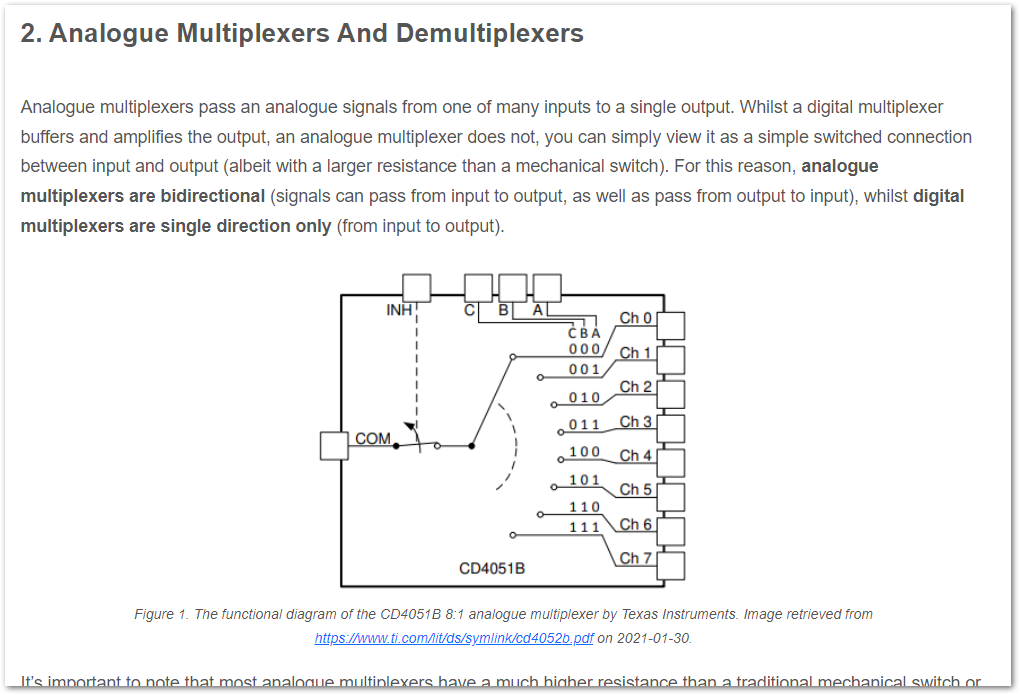 2. Analogue Multiplexers And Demultiplexers
Analogue multiplexers pass an analogue signals from one of many inputs to a single output. Whilst a digital multiplexer
buffers and amplifies the output, an analogue multiplexer does not, you can simply view it as a simple switched connection
between input and output (albeit with a larger resistance than a mechanical switch). For this reason, analogue
multiplexers are bidirectional (signals can pass from input to output, as well as pass from output to input), whilst digital
multiplexers are single direction only (from input to output).
INH C B A
C B A
0 0 0 Ch 0
0 0 1 Ch 1
0 1 0 Ch 2
0 1 1 Ch 3
COM
1 0 0 Ch 4
1 0 1 Ch 5
1 1 0 Ch 6
1 1 1 Ch 7
CD4051B
Figure 1. The functional diagram of the CD4051B 8:1 analogue multiplexer by Texas Instruments. Image retrieved from
https://www.ti.com/lit/ds/symlink/cd4052b.pdf on 2021-01-30.
It's important to note that most analogue multiplexers have a much higher resistance than a traditional mechanical switch or